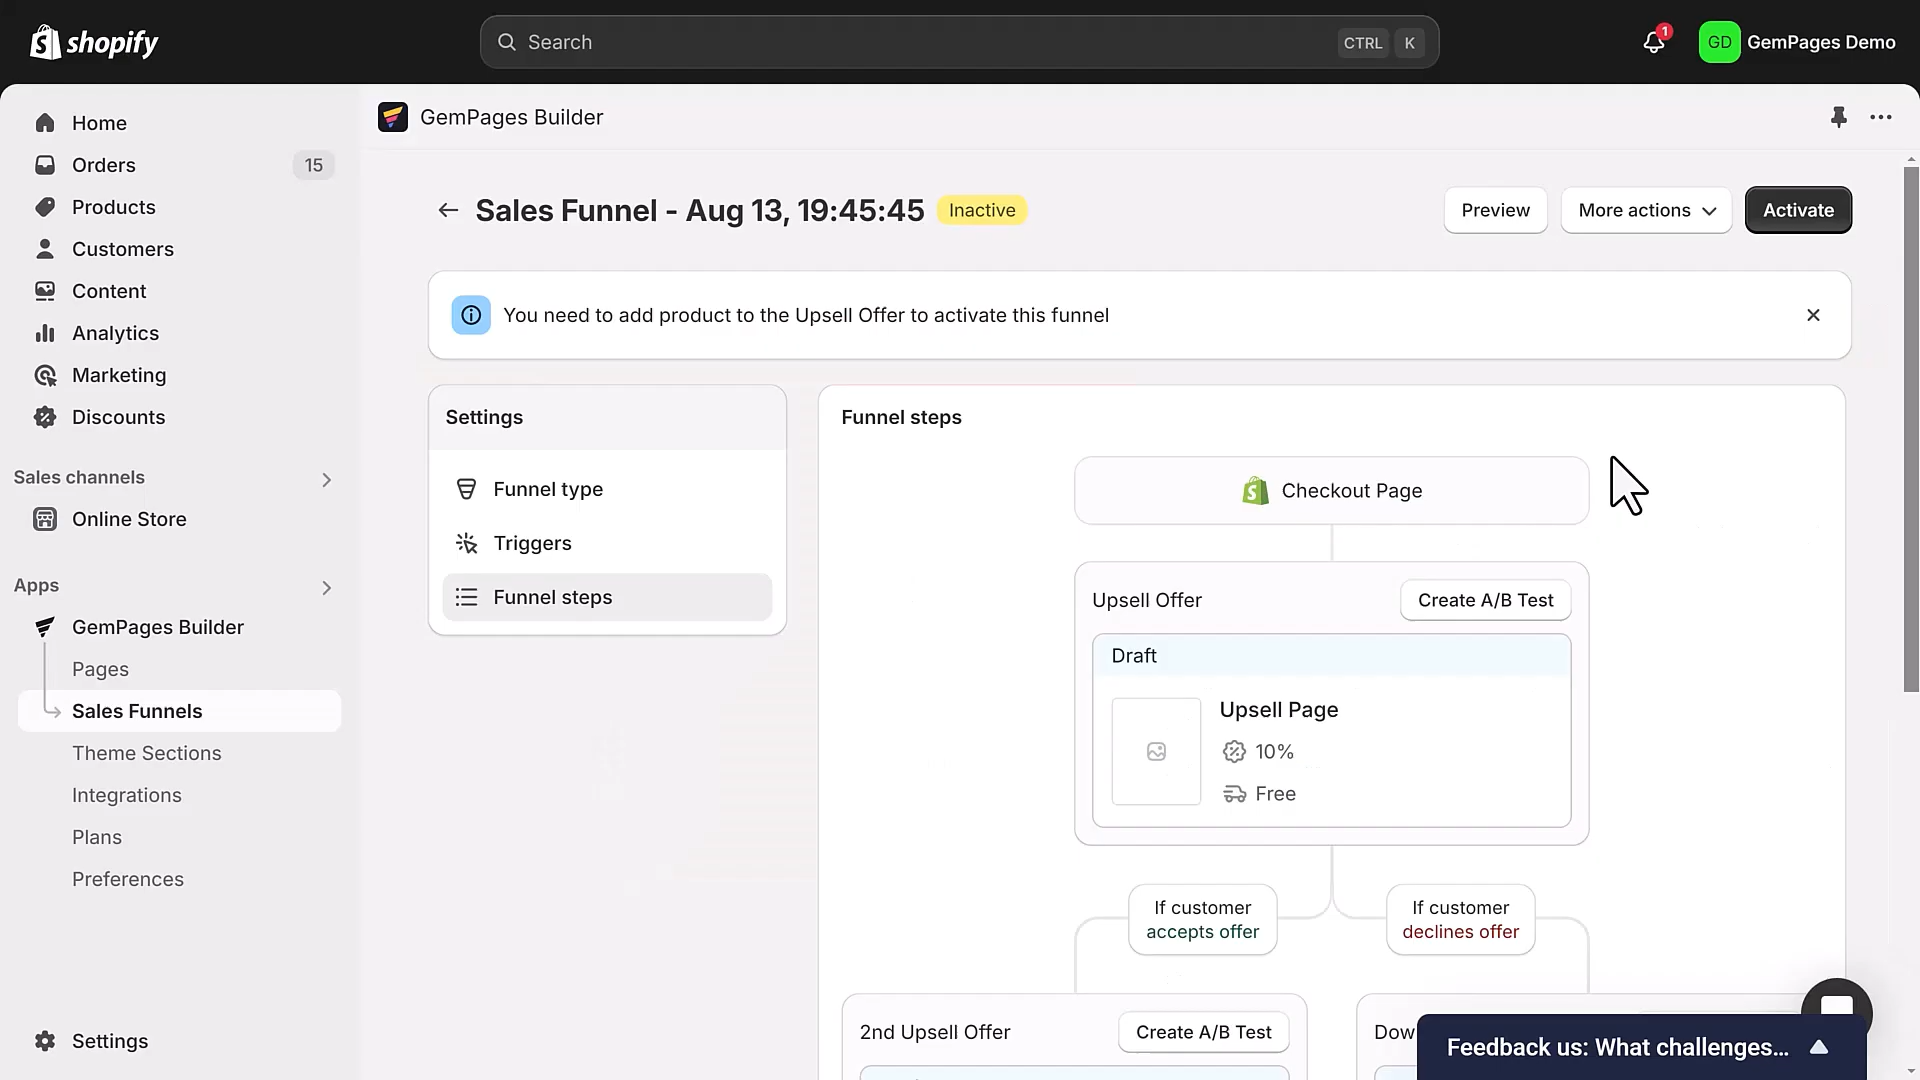 shopify
Search
CTRL K
1
GD
GemPages Demo
Home
Orders
15
Products
Customers
Content
Analytics
Marketing
Discounts
Sales channels
Online Store
Apps
GemPages Builder
Pages
Sales Funnels
Theme Sections
Integrations
Plans
Preferences
Settings
GemPages Builder
Sales Funnel - Aug 13, 19:45:45
Inactive
Preview
More actions
Activate
You need to add product to the Upsell Offer to activate this funnel
Settings
Funnel type
Triggers
Funnel steps
Funnel steps
Checkout Page
Upsell Offer
Create A/B Test
Draft
Upsell Page
10%
Free
If customer
accepts offer
If customer
declines offer
2nd Upsell Offer
Create A/B Test
Dow
Feedback us: What challenges...